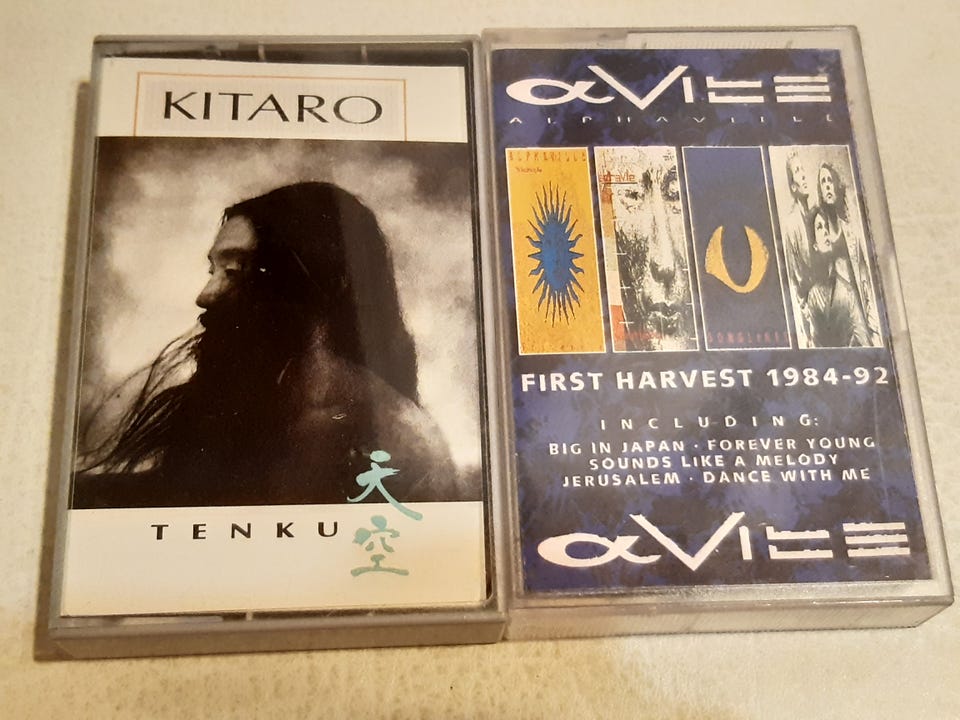 KITARO
TENKU
天空
ALPHAVILLE
FIRST HARVEST 1984-92
INCLUDING:
BIG IN JAPAN · FOREVER YOUNG
SOUNDS LIKE A MELODY
JERUSALEM · DANCE WITH ME